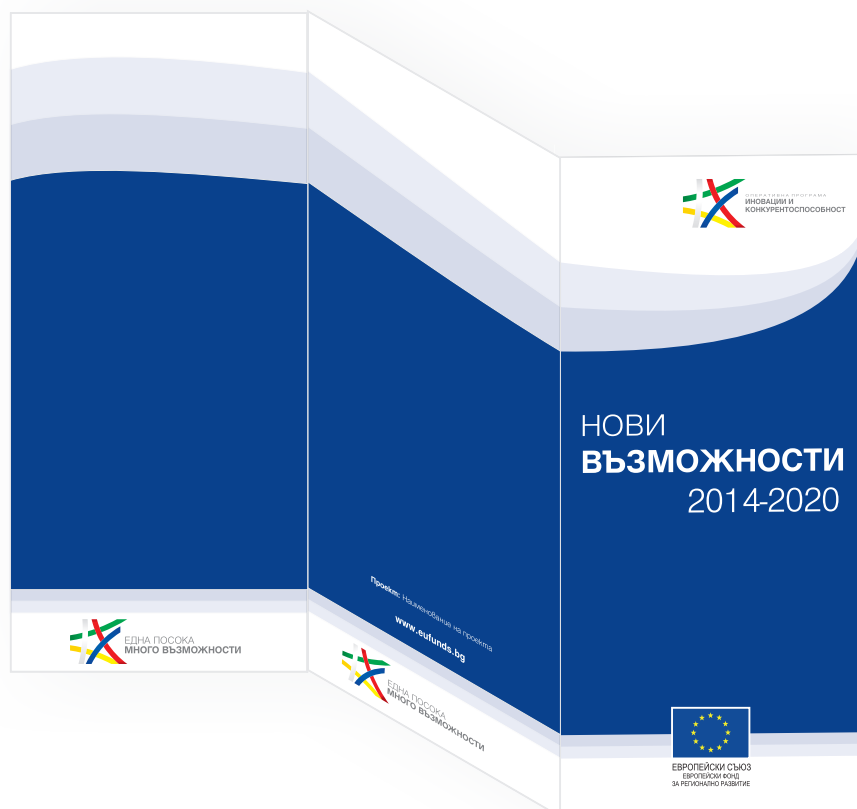 ЕДНА ПОСОКА
МНОГО ВЪЗМОЖНОСТИ
Проект: Наименование на проекта
www.eufunds.bg
ЕДНА ПОСОКА
МНОГО ВЪЗМОЖНОСТИ
ОПЕРАТИВНА ПРОГРАМА
ИНОВАЦИИ И
КОНКУРЕНТОСПОСОБНОСТ
НОВИ
ВЪЗМОЖНОСТИ
2014-2020
ЕВРОПЕЙСКИ СЪЮЗ
ЕВРОПЕЙСКИ ФОНД
ЗА РЕГИОНАЛНО РАЗВИТИЕ